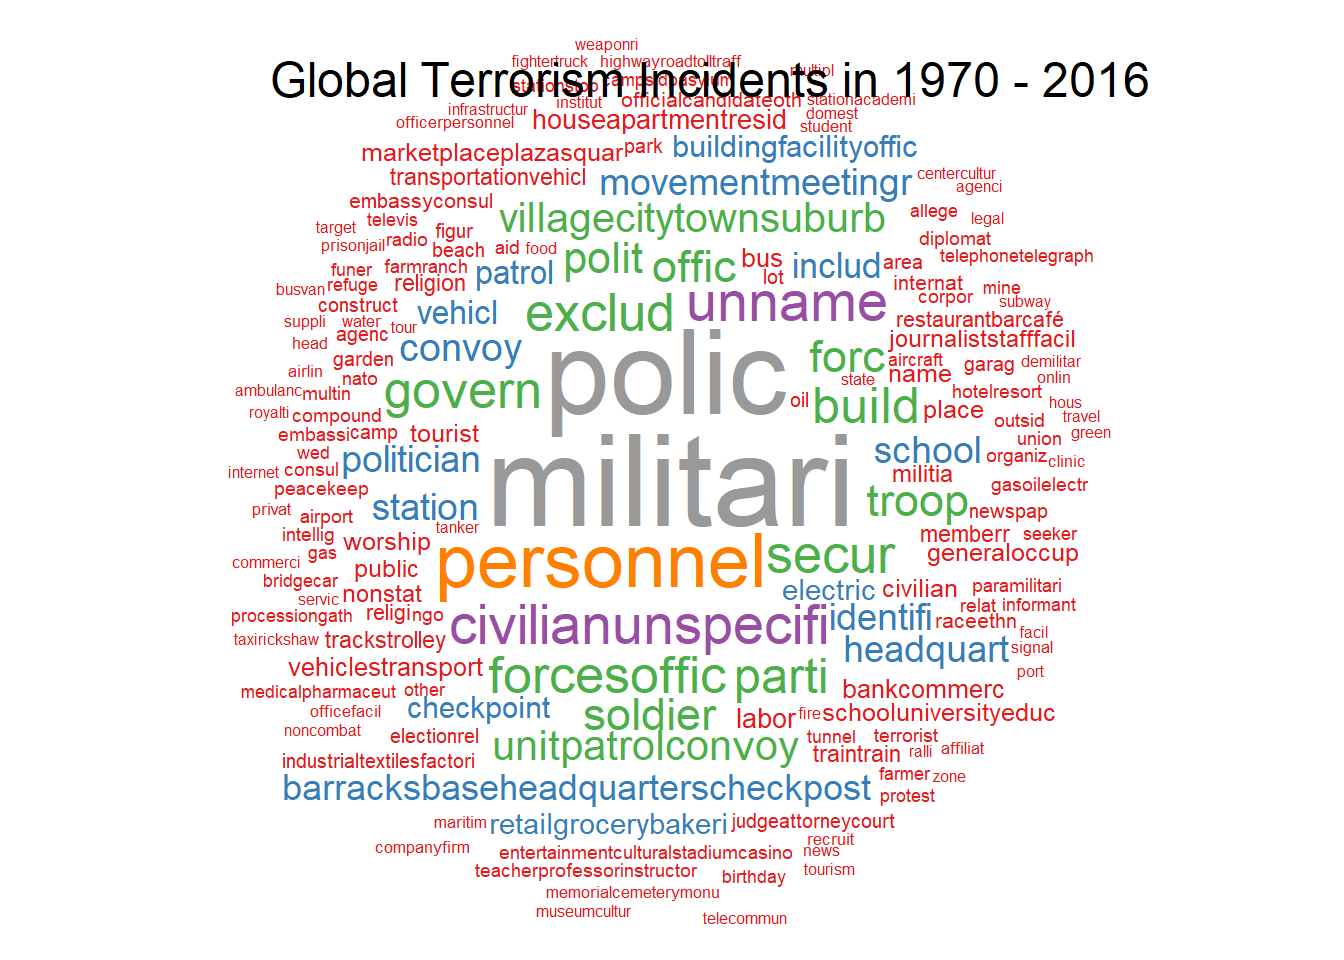 weaponri
fightertruck highwayroadtolltraff
Global Terrorism Incidents in 1970 - 2016
multipl
stationstop campsidpasylum
infrastructur institut officialcandidateoth stationacademi
officerpersonnel houseapartmentresid domest
student
marketplaceplazasquar park buildingfacilityoffic
transportationvehicl movementmeetingr centercultur
agenci
embassyconsul villagecitytownsuburb allege legal
target televis figur
prisonjail radio beach aid food polit offic bus includ area diplomat
telephonetelegraph
funer farmranch patrol lot
busvan refuge religion exclud unname internat mine
construct vehicl corpor subway
suppli water tour restaurantbarcafé
head agenc convoy polic forc aircraft journaliststafffacil
airlin garden name garag demilitar
nato state onlin
ambulanc multin govern oil build hotelresort
royalti compound place hous
outsid travel
embassi camp tourist union green
wed politician militari school organiz clinic
internet consul militia
peacekeep gasoilelectr
privat airport station troop newspap
intellig tanker memberr seeker
commerci gas worship personnel secur generaloccup
bridgecar public
servic nonstat electric civilian paramilitari
processiongath religi ngo civilianunspecifi identifi relat informant
raceethn
taxirickshaw trackstrolley headquart facil
signal
vehiclestransport forcesoffic parti port
medicalpharmaceut other bankcommerc
officefacil checkpoint soldier labor fire schooluniversityeduc
noncombat electionrel unitpatrolconvoy tunnel terrorist
industrialtextilesfactori traintrain ralli affiliat
barracksbaseheadquarterscheckpost farmer zone
protest
maritim retailgrocerybakeri judgeattorneycourt
companyfirm recruit
entertainmentculturalstadiumcasino news
teacherprofessorinstructor birthday tourism
memorialcemeterymonu
museumcultur telecommun